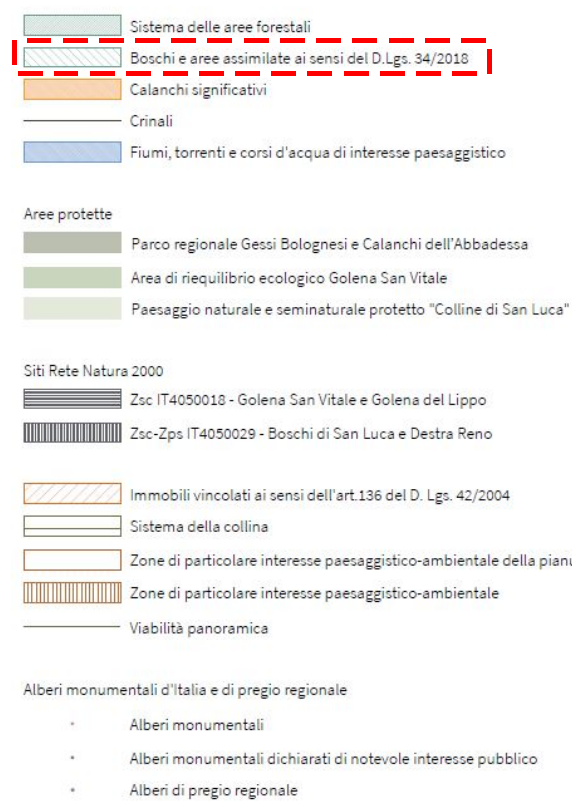 Sistema delle aree forestali
Boschi e aree assimilate ai sensi del D.Lgs. 34/2018
Calanchi significativi
Crinali
Fiumi, torrenti e corsi d'acqua di interesse paesaggistico
Aree protette
Parco regionale Gessi Bolognesi e Calanchi dell'Abbadessa
Area di riequilibrio ecologico Golena San Vitale
Paesaggio naturale e seminaturale protetto "Colline di San Luca"
Siti Rete Natura 2000
Zsc IT4050018 - Golena San Vitale e Golena del Lippo
Zsc-Zps IT4050029 - Boschi di San Luca e Destra Reno
Immobili vincolati ai sensi dell'art.136 del D. Lgs. 42/2004
Sistema della collina
Zone di particolare interesse paesaggistico-ambientale della pianu
Zone di particolare interesse paesaggistico-ambientale
Viabilità panoramica
Alberi monumentali d'Italia e di pregio regionale
Alberi monumentali
Alberi monumentali dichiarati di notevole interesse pubblico
Alberi di pregio regionale